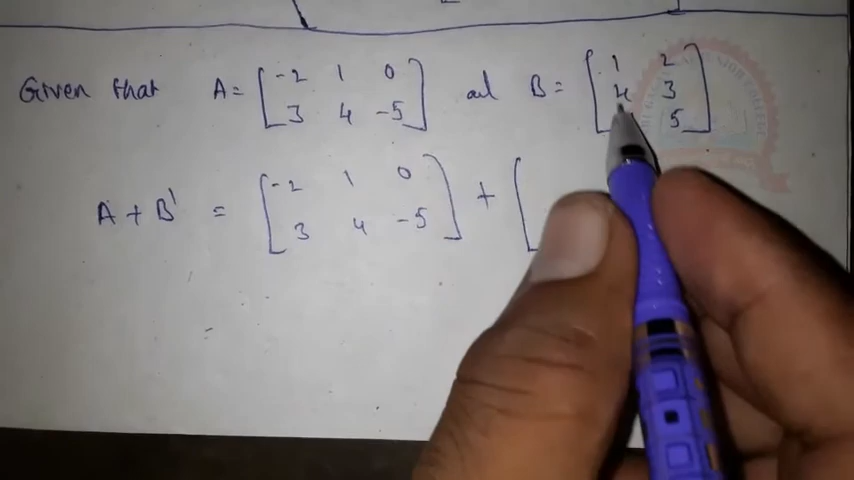 Given that A = [ -2 1 0 and B = [ 1 2
3 4 -5 ] 4 3
5 ]
A + B' = [ -2 1 0 + [
3 4 -5 ]
=